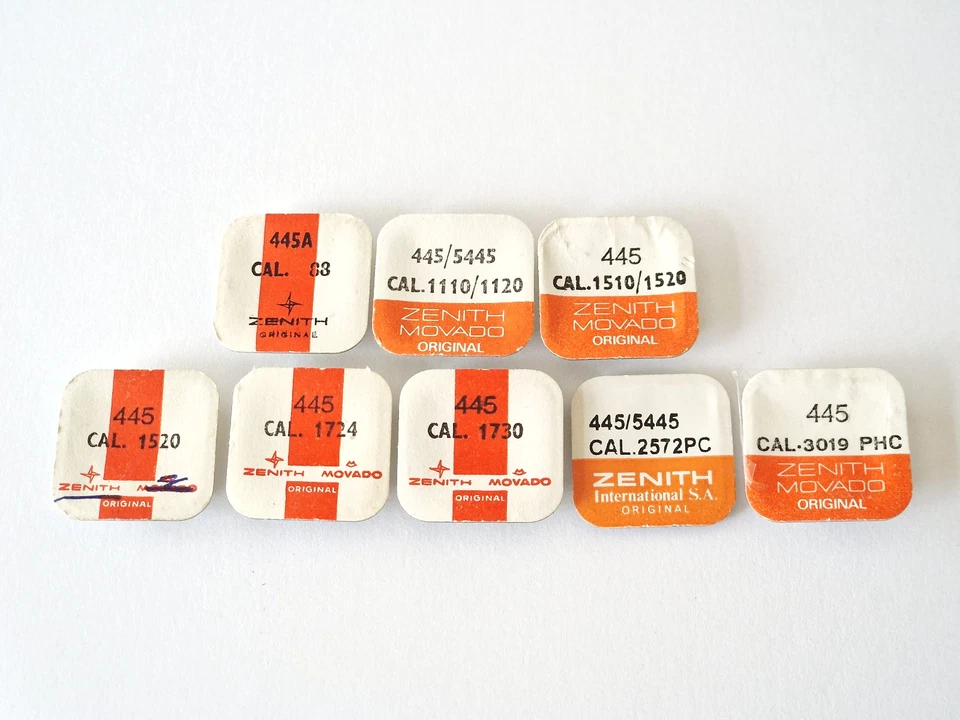 445A
CAL. 88
ZENITH
ORIGINAL
445/5445
CAL.1110/1120
ZENITH
MOVADO
ORIGINAL
445
CAL.1510/1520
ZENITH
MOVADO
ORIGINAL
445
CAL. 1520
ZENITH
ORIGINAL
445
CAL. 1724
ZENITH MOVADO
ORIGINAL
445
CAL. 1730
ZENITH MOVADO
ORIGINAL
445/5445
CAL.2572PC
ZENITH
International S.A.
ORIGINAL
445
CAL.3019 PHC
ZENITH
MOVADO
ORIGINAL